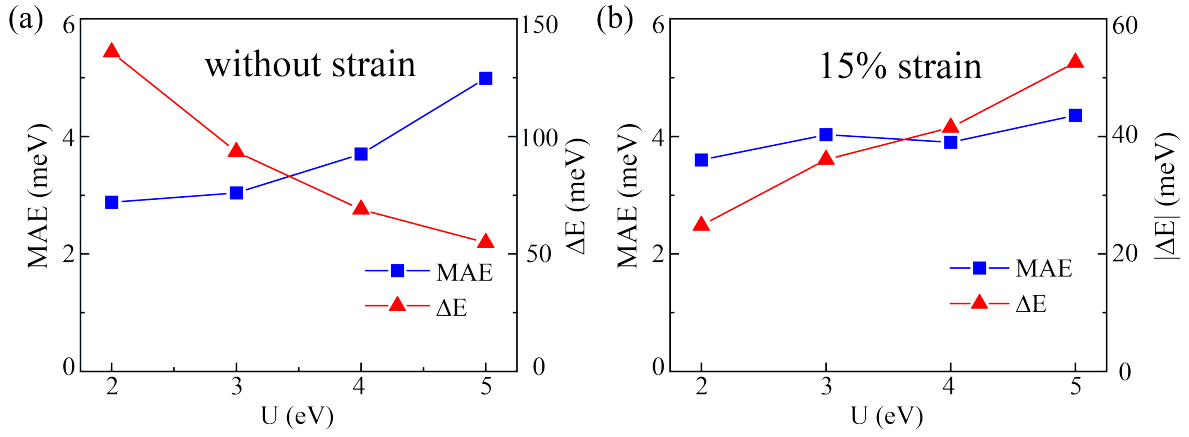 (a)
without strain
6
4
2
0
MAE (meV)
150
100
50
0
ΔE (meV)
MAE
ΔE
2 3 4 5
U (eV)
(b)
15% strain
6
4
2
0
MAE (meV)
60
40
20
0
|ΔE| (meV)
MAE
ΔE
2 3 4 5
U (eV)